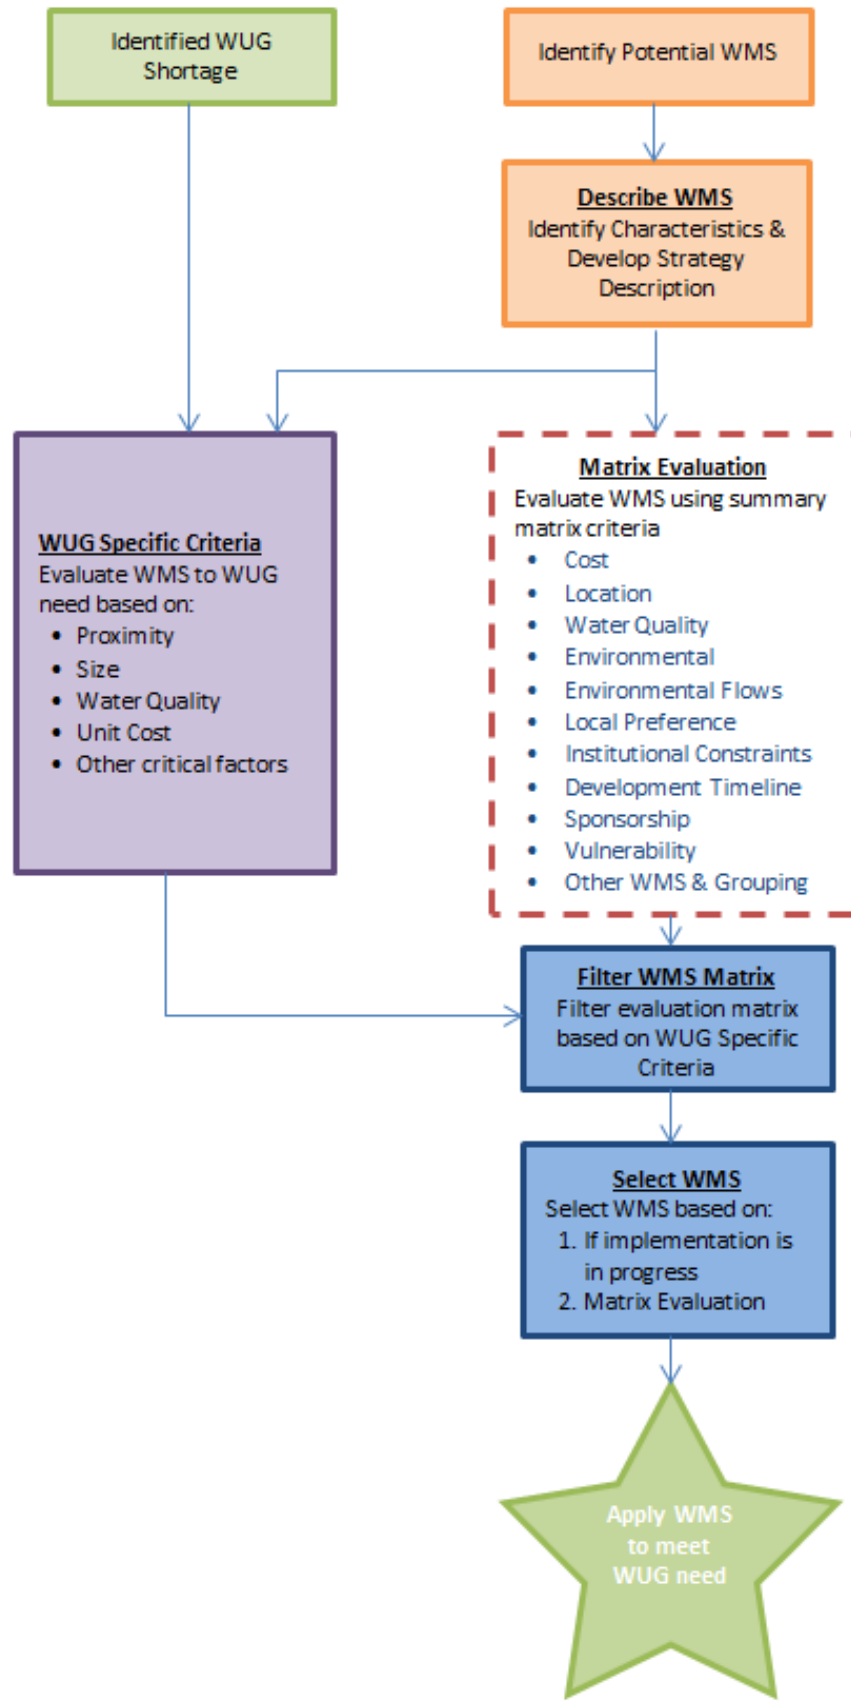 Identified WUG
Shortage
Identify Potential WMS
Describe WMS
Identify Characteristics &
Develop Strategy
Description
WUG Specific Criteria
Evaluate WMS to WUG
need based on:
• Proximity
• Size
• Water Quality
• Unit Cost
• Other critical factors
Matrix Evaluation
Evaluate WMS using summary
matrix criteria
• Cost
• Location
• Water Quality
• Environmental
• Environmental Flows
• Local Preference
• Institutional Constraints
• Development Timeline
• Sponsorship
• Vulnerability
• Other WMS & Grouping
Filter WMS Matrix
Filter evaluation matrix
based on WUG Specific
Criteria
Select WMS
Select WMS based on:
1. If implementation is
in progress
2. Matrix Evaluation
Apply WMS
to meet
WUG need